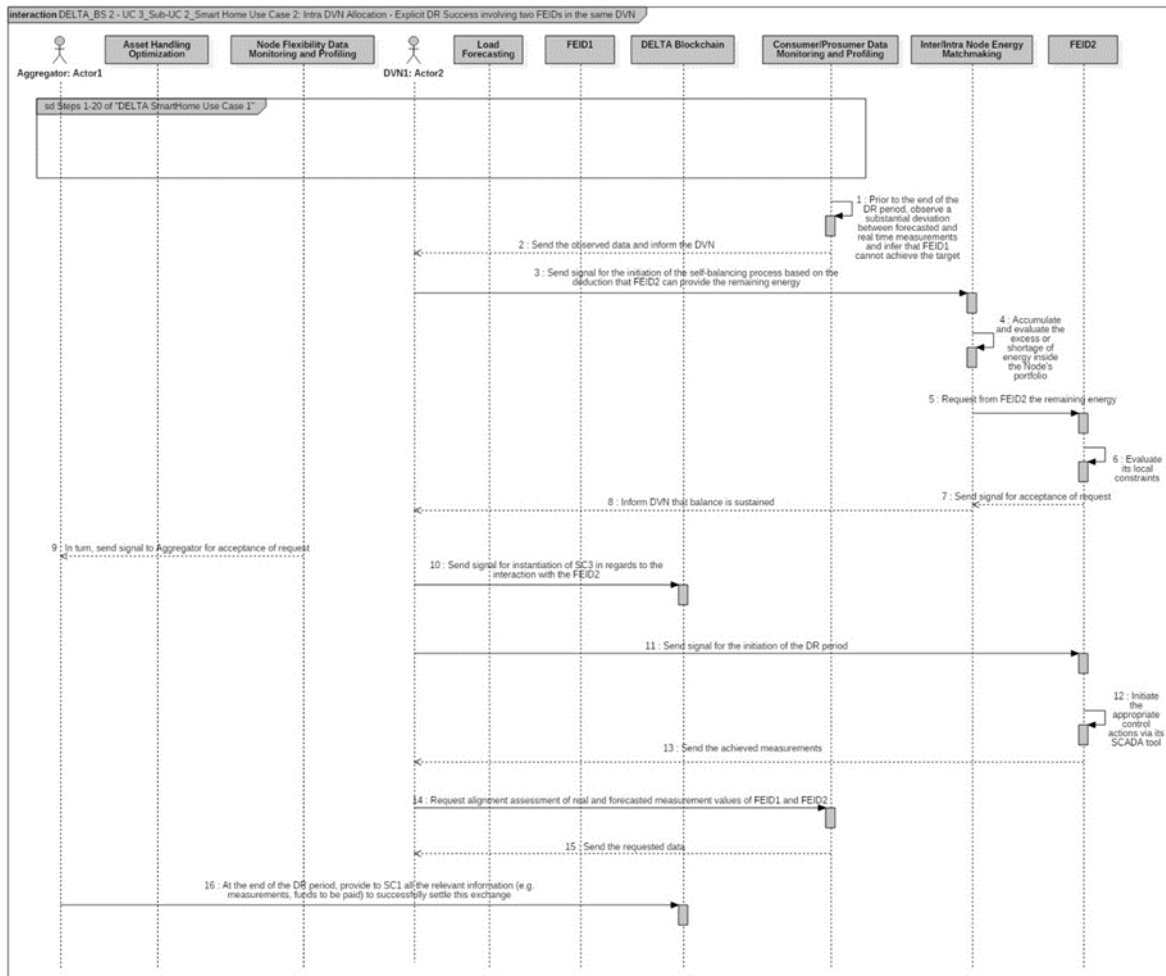 interaction DELTA_BS 2 - UC 3_Sub-UC 2_Smart Home Use Case 2: Intra DVN Allocation - Explicit DR Success involving two FEIDs in the same DVN
Aggregator: Actor1
Asset Handling
Optimization
Node Flexibility Data
Monitoring and Profiling
DVN1: Actor2
Load
Forecasting
FEID1
DELTA Blockchain
Consumer/Prosumer Data
Monitoring and Profiling
Inter/Intra Node Energy
Matchmaking
FEID2
sd Steps 1-20 of "DELTA SmartHome Use Case 1"
1 : Prior to the end of the
DR period, observe a
substantial deviation
between forecasted and
real time measurements
and infer that FEID1
cannot achieve the target
2 : Send the observed data and inform the DVN
3 : Send signal for the initiation of the self-balancing process based on the
deduction that FEID2 can provide the remaining energy
4 : Accumulate
and evaluate the
excess or
shortage of
energy inside
the Node's
portfolio
5 : Request from FEID2 the remaining energy
6 : Evaluate
its local
constraints
7 : Send signal for acceptance of request
8 : Inform DVN that balance is sustained
9 : In turn, send signal to Aggregator for acceptance of request
10 : Send signal for instantiation of SC3 in regards to the
interaction with the FEID2
11 : Send signal for the initiation of the DR period
12 : Initiate
the
appropriate
control
actions via its
SCADA tool
13 : Send the achieved measurements
14 : Request alignment assessment of real and forecasted measurement values of FEID1 and FEID2
15 : Send the requested data
16 : At the end of the DR period, provide to SC1 all the relevant information (e.g.
measurements, funds to be paid) to successfully settle this exchange